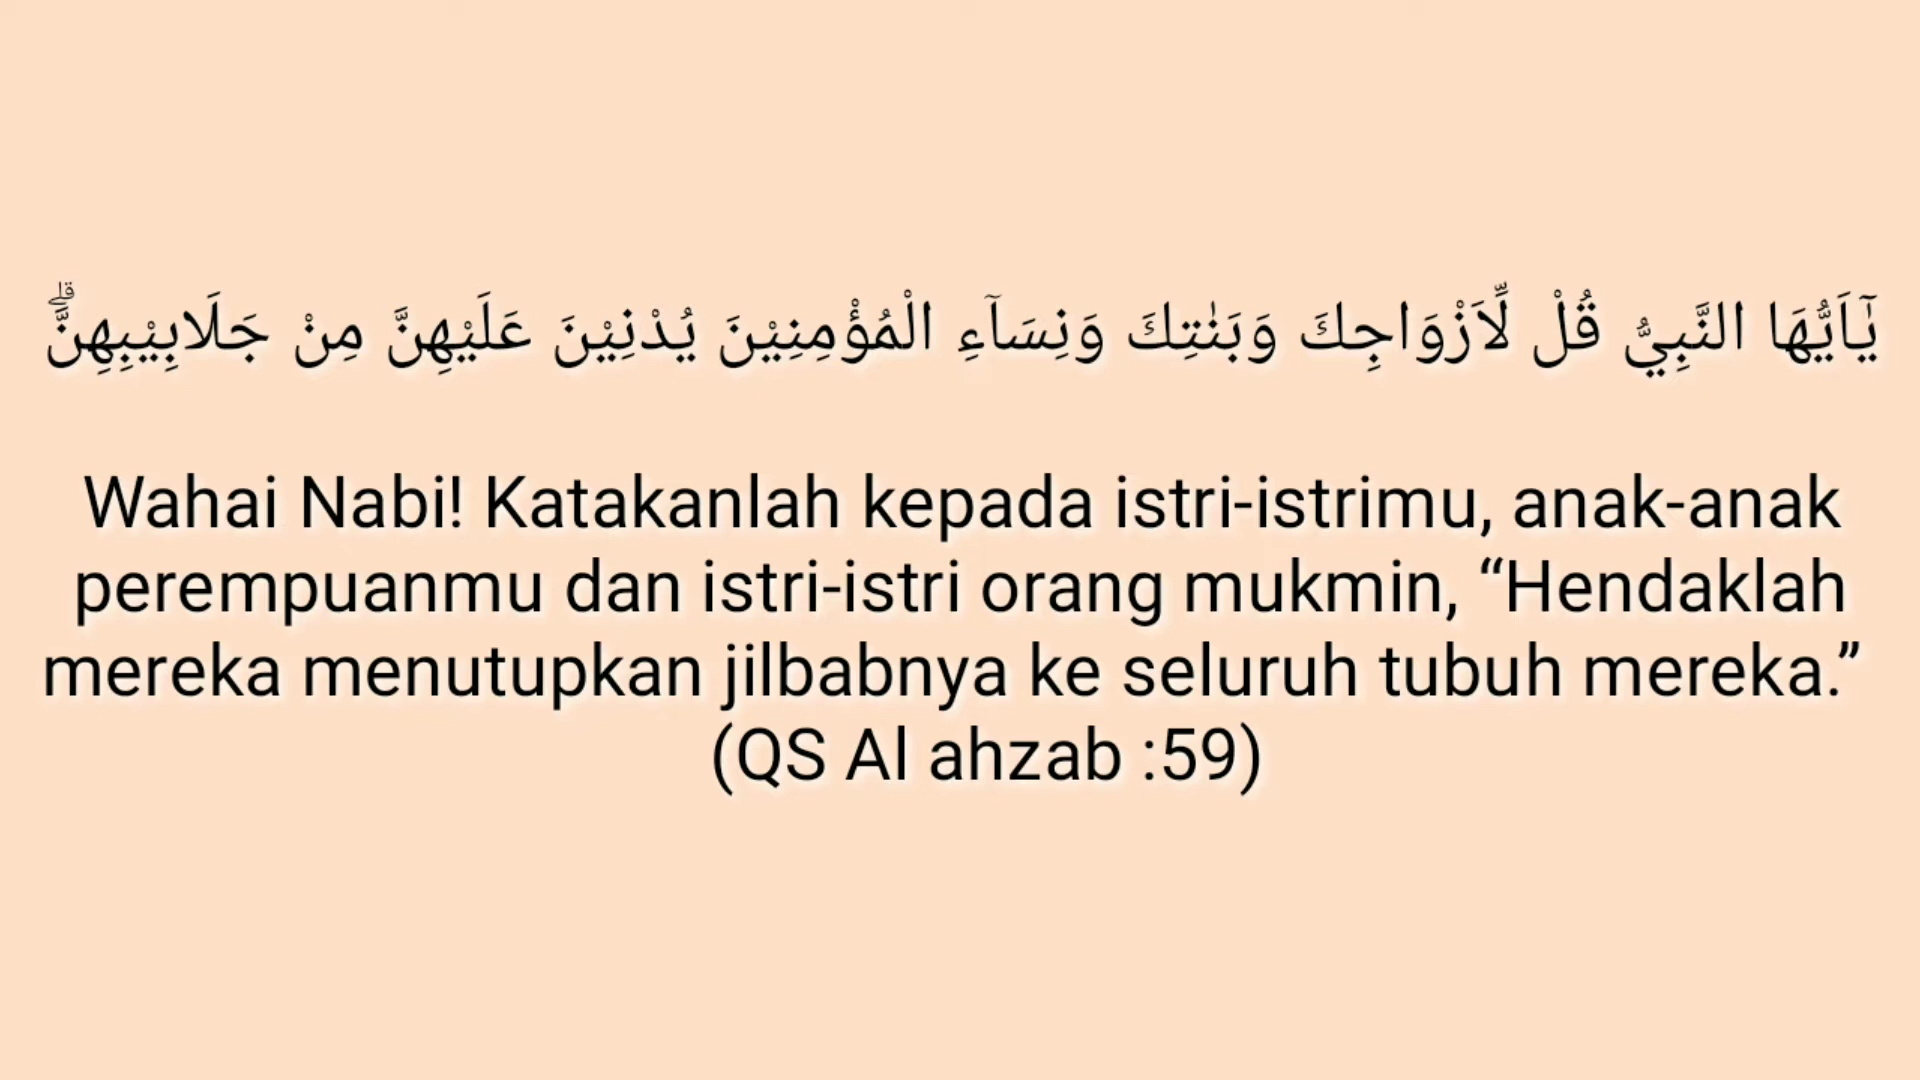 يٰٓاَيُّهَا النَّبِيُّ قُلْ لِّاَزْوَاجِكَ وَبَنٰتِكَ وَنِسَاۤءِ الْمُؤْمِنِيْنَ يُدْنِيْنَ عَلَيْهِنَّ مِنْ جَلَابِيْبِهِنَّۗ
Wahai Nabi! Katakanlah kepada istri-istrimu, anak-anak
perempuanmu dan istri-istri orang mukmin, “Hendaklah
mereka menutupkan jilbabnya ke seluruh tubuh mereka.”
(QS Al ahzab :59)